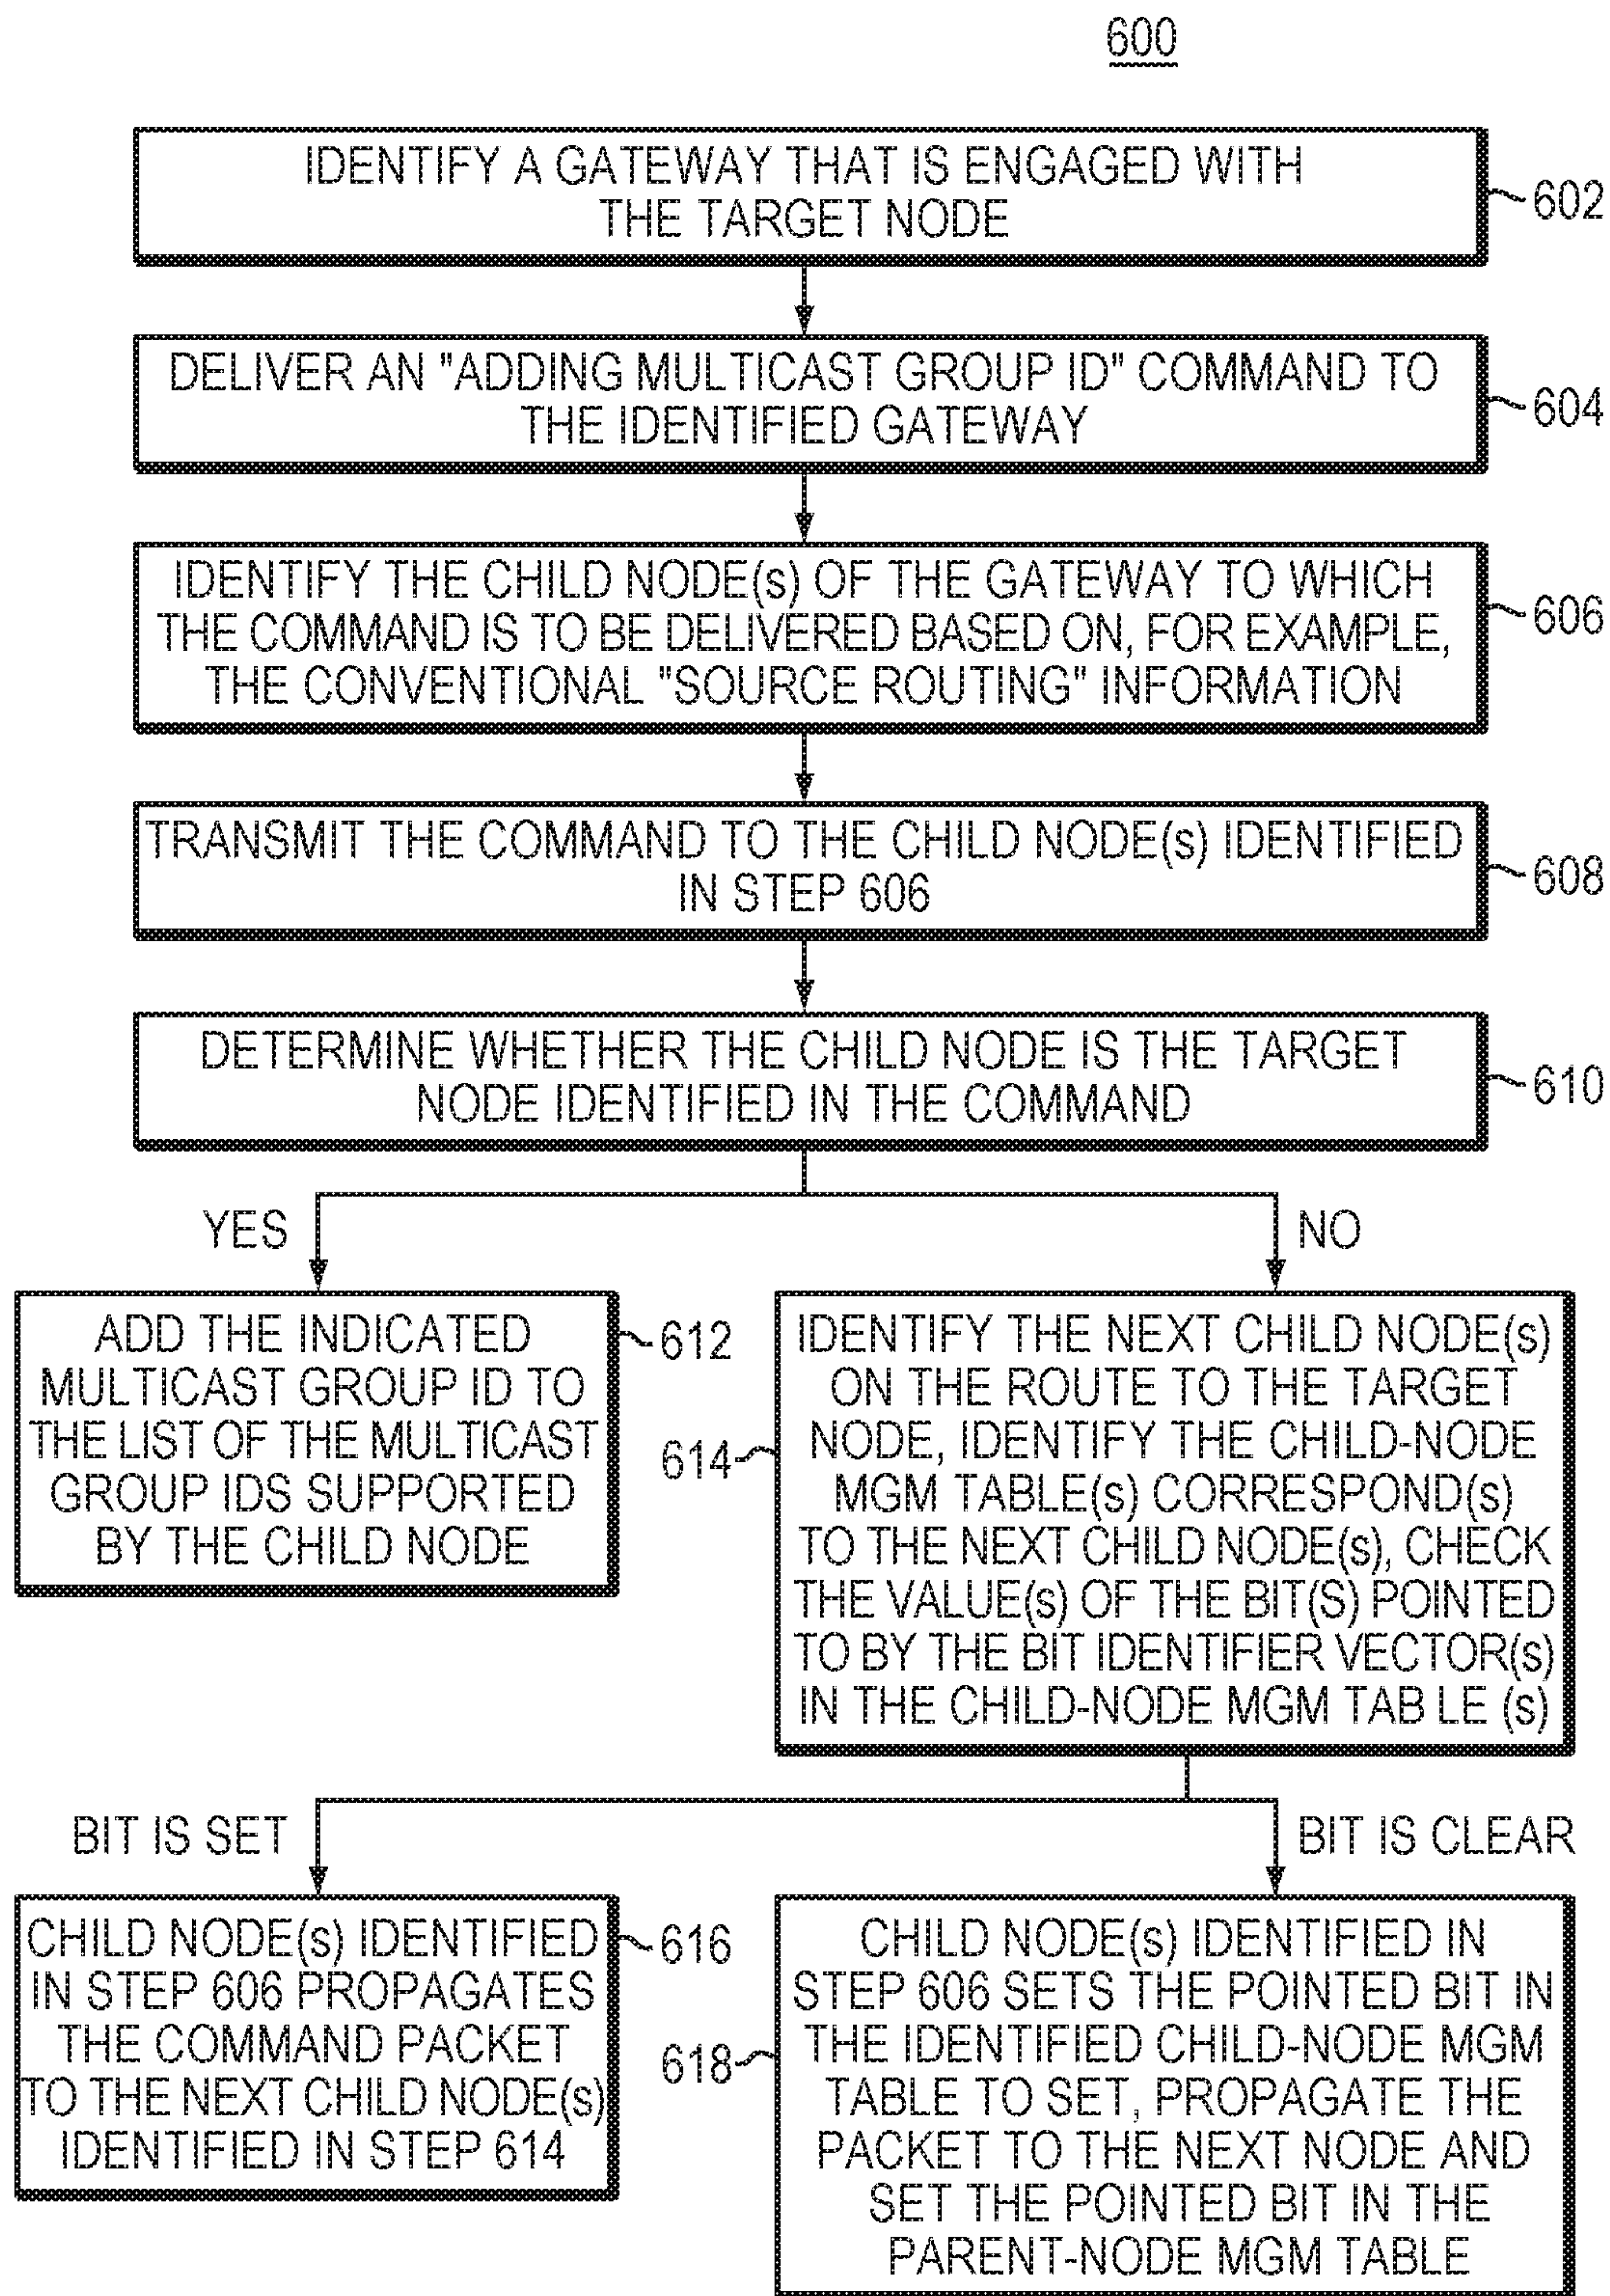 600
IDENTIFY A GATEWAY THAT IS ENGAGED WITH
THE TARGET NODE
602
DELIVER AN "ADDING MULTICAST GROUP ID" COMMAND TO
THE IDENTIFIED GATEWAY
604
IDENTIFY THE CHILD NODE(s) OF THE GATEWAY TO WHICH
THE COMMAND IS TO BE DELIVERED BASED ON, FOR EXAMPLE,
THE CONVENTIONAL "SOURCE ROUTING" INFORMATION
606
TRANSMIT THE COMMAND TO THE CHILD NODE(s) IDENTIFIED
IN STEP 606
608
DETERMINE WHETHER THE CHILD NODE IS THE TARGET
NODE IDENTIFIED IN THE COMMAND
610
YES
NO
ADD THE INDICATED
MULTICAST GROUP ID TO
THE LIST OF THE MULTICAST
GROUP IDS SUPPORTED
BY THE CHILD NODE
612
IDENTIFY THE NEXT CHILD NODE(s)
ON THE ROUTE TO THE TARGET
NODE, IDENTIFY THE CHILD-NODE
MGM TABLE(s) CORRESPOND(s)
TO THE NEXT CHILD NODE(s), CHECK
THE VALUE(s) OF THE BIT(S) POINTED
TO BY THE BIT IDENTIFIER VECTOR(s)
IN THE CHILD-NODE MGM TAB LE (s)
614
BIT IS SET
BIT IS CLEAR
CHILD NODE(s) IDENTIFIED
IN STEP 606 PROPAGATES
THE COMMAND PACKET
TO THE NEXT CHILD NODE(s)
IDENTIFIED IN STEP 614
616
CHILD NODE(s) IDENTIFIED IN
STEP 606 SETS THE POINTED BIT IN
THE IDENTIFIED CHILD-NODE MGM
TABLE TO SET, PROPAGATE THE
PACKET TO THE NEXT NODE AND
SET THE POINTED BIT IN THE
PARENT-NODE MGM TABLE
618